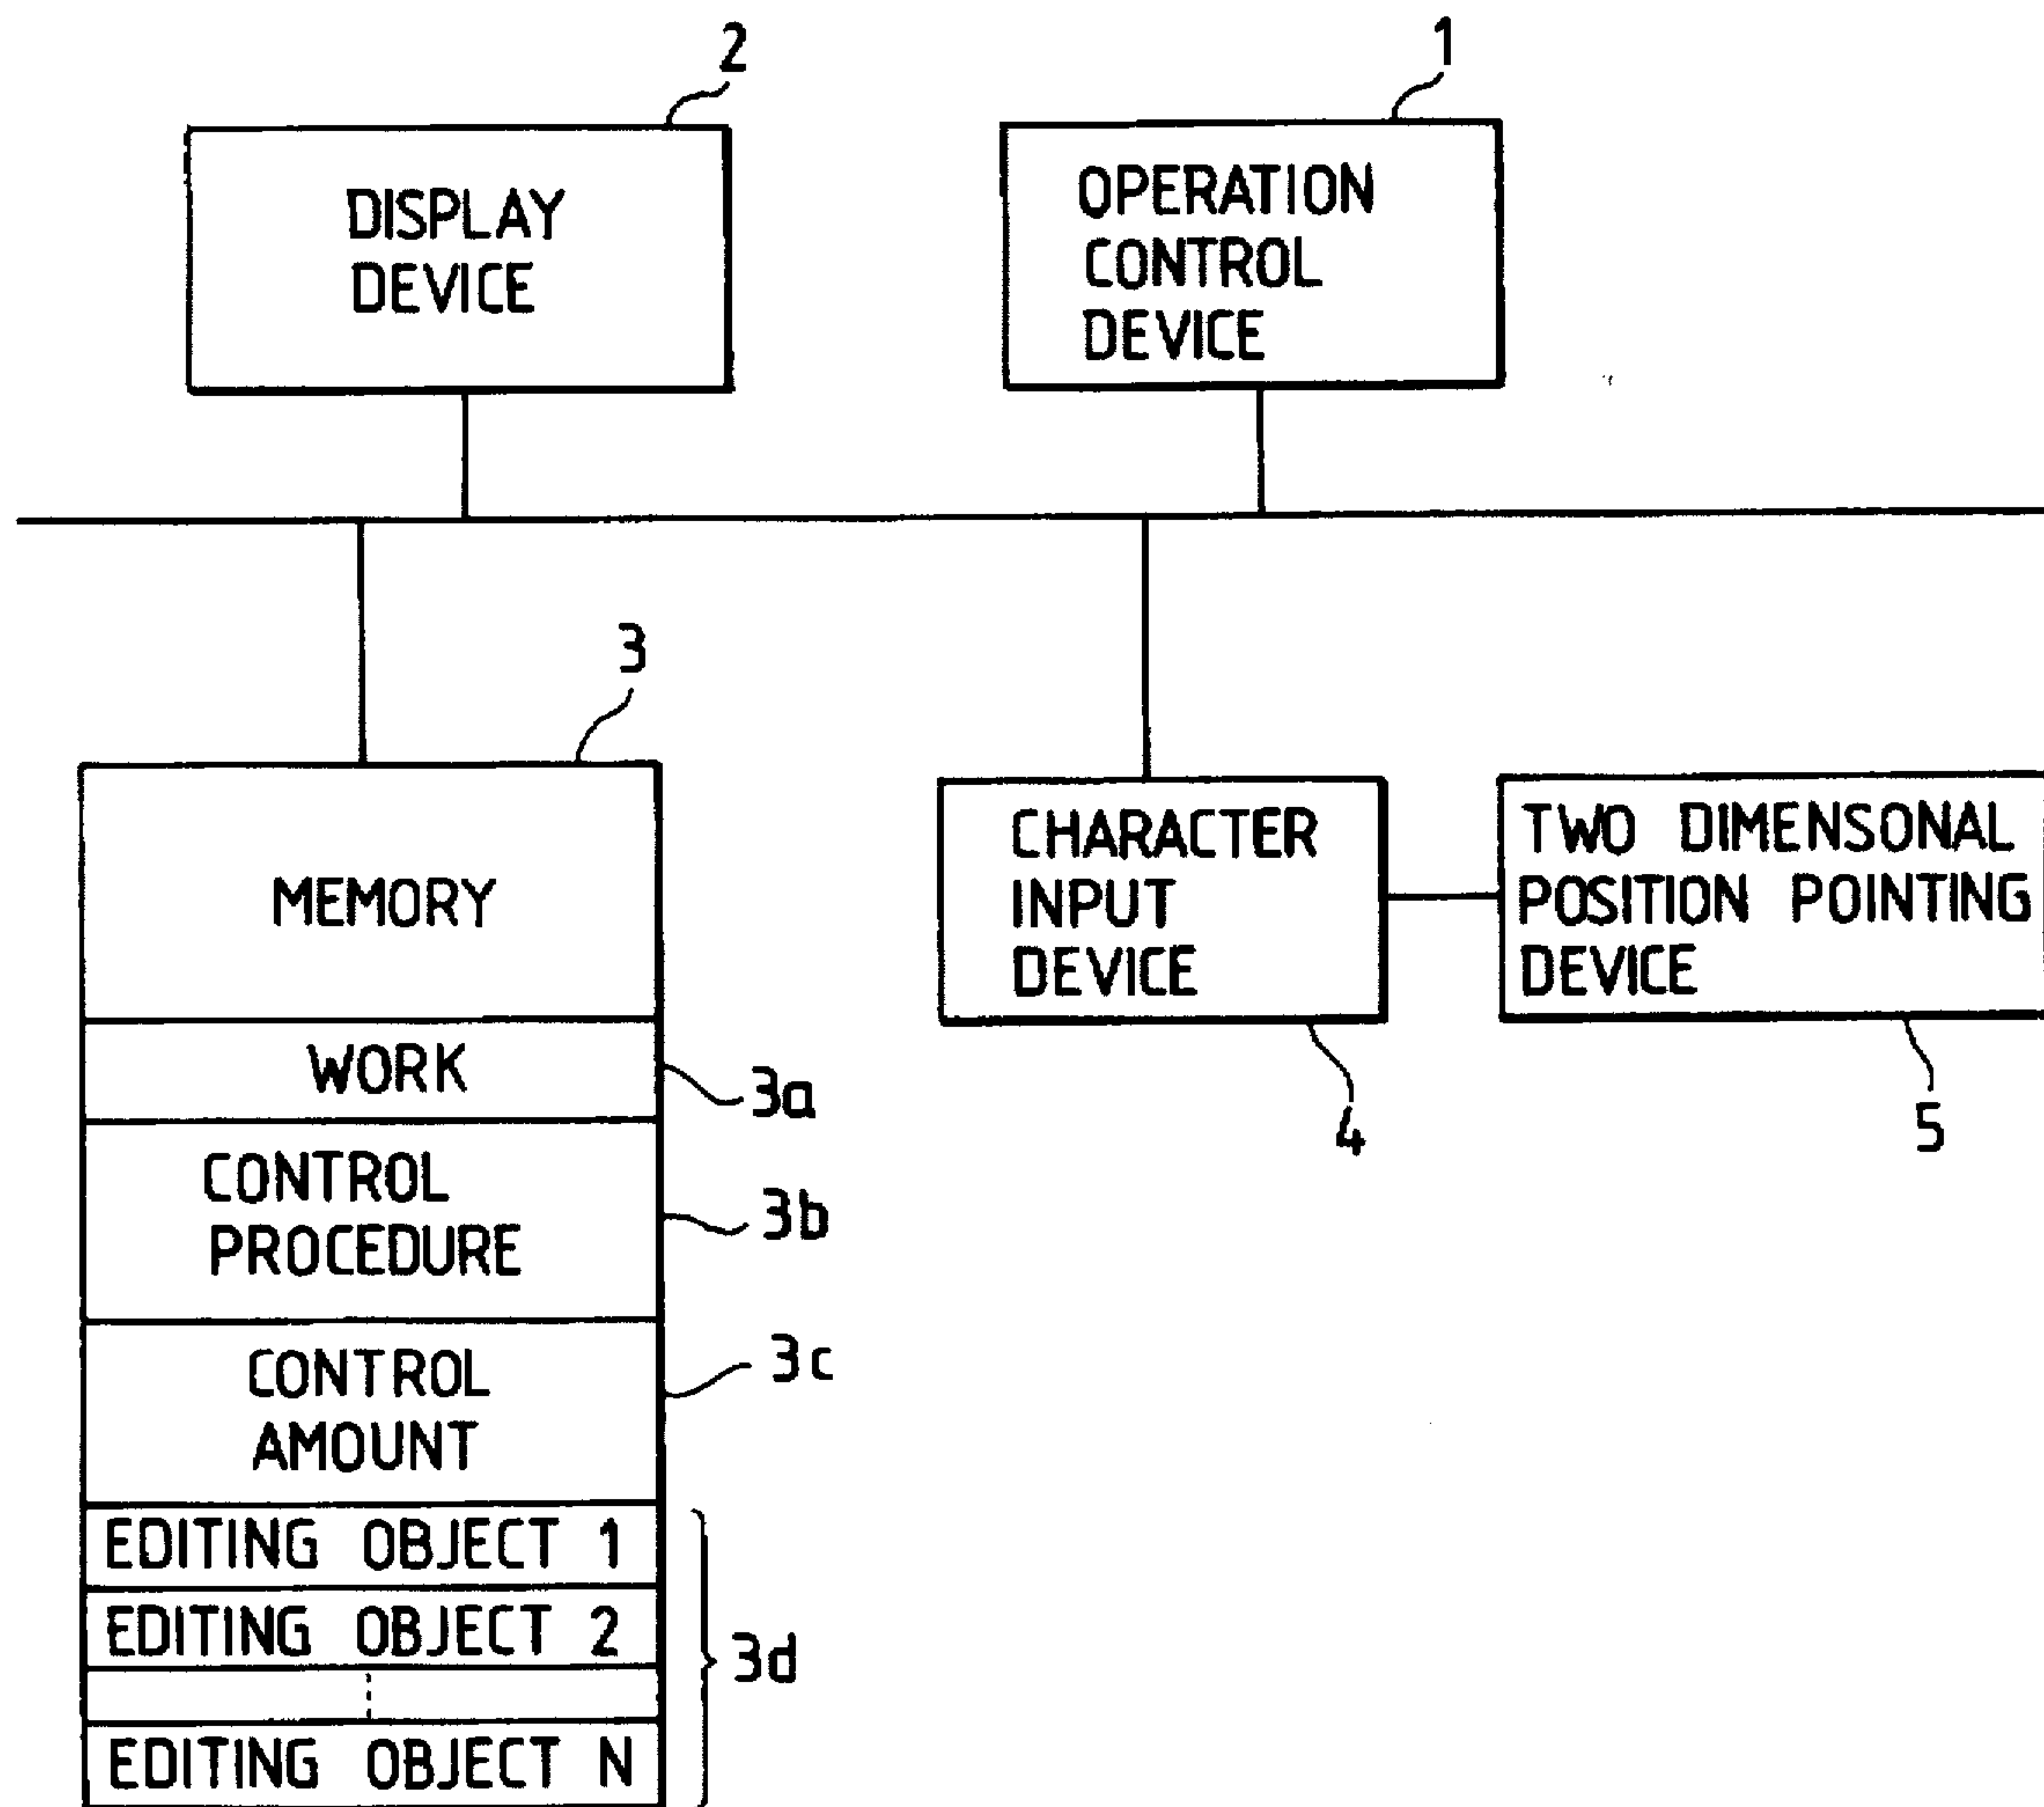 2
1
DISPLAY
DEVICE
OPERATION
CONTROL
DEVICE
3
MEMORY
WORK
3a
CONTROL
PROCEDURE
3b
CONTROL
AMOUNT
3c
EDITING OBJECT 1
EDITING OBJECT 2
EDITING OBJECT N
3d
CHARACTER
INPUT
DEVICE
4
TWO DIMENSONAL
POSITION POINTING
DEVICE
5